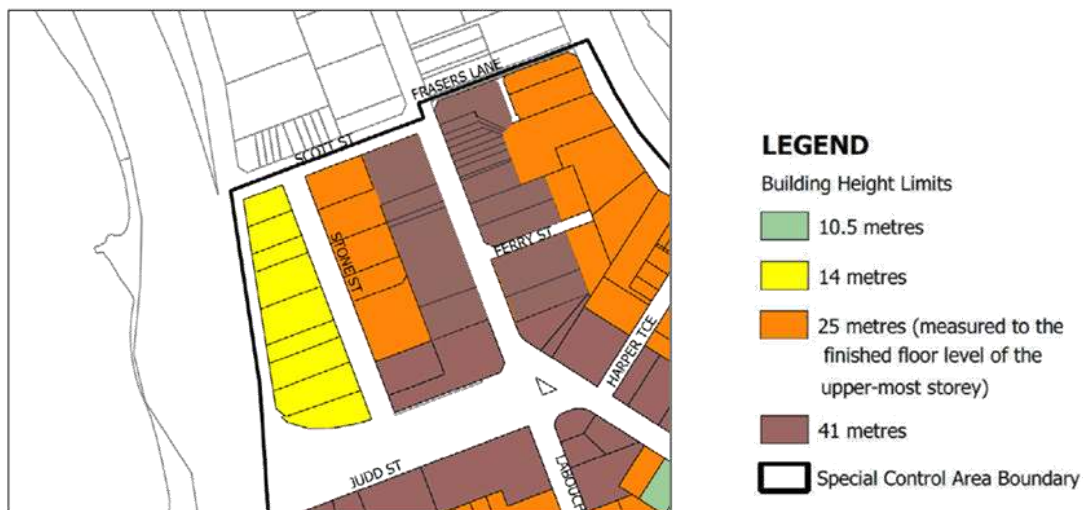 FRASERS LANE
SCOTT ST
STONE ST
FERRY ST
HARPER TCE
JUDD ST
LABOUCH
LEGEND
Building Height Limits
10.5 metres
14 metres
25 metres (measured to the
finished floor level of the
upper-most storey)
41 metres
Special Control Area Boundary